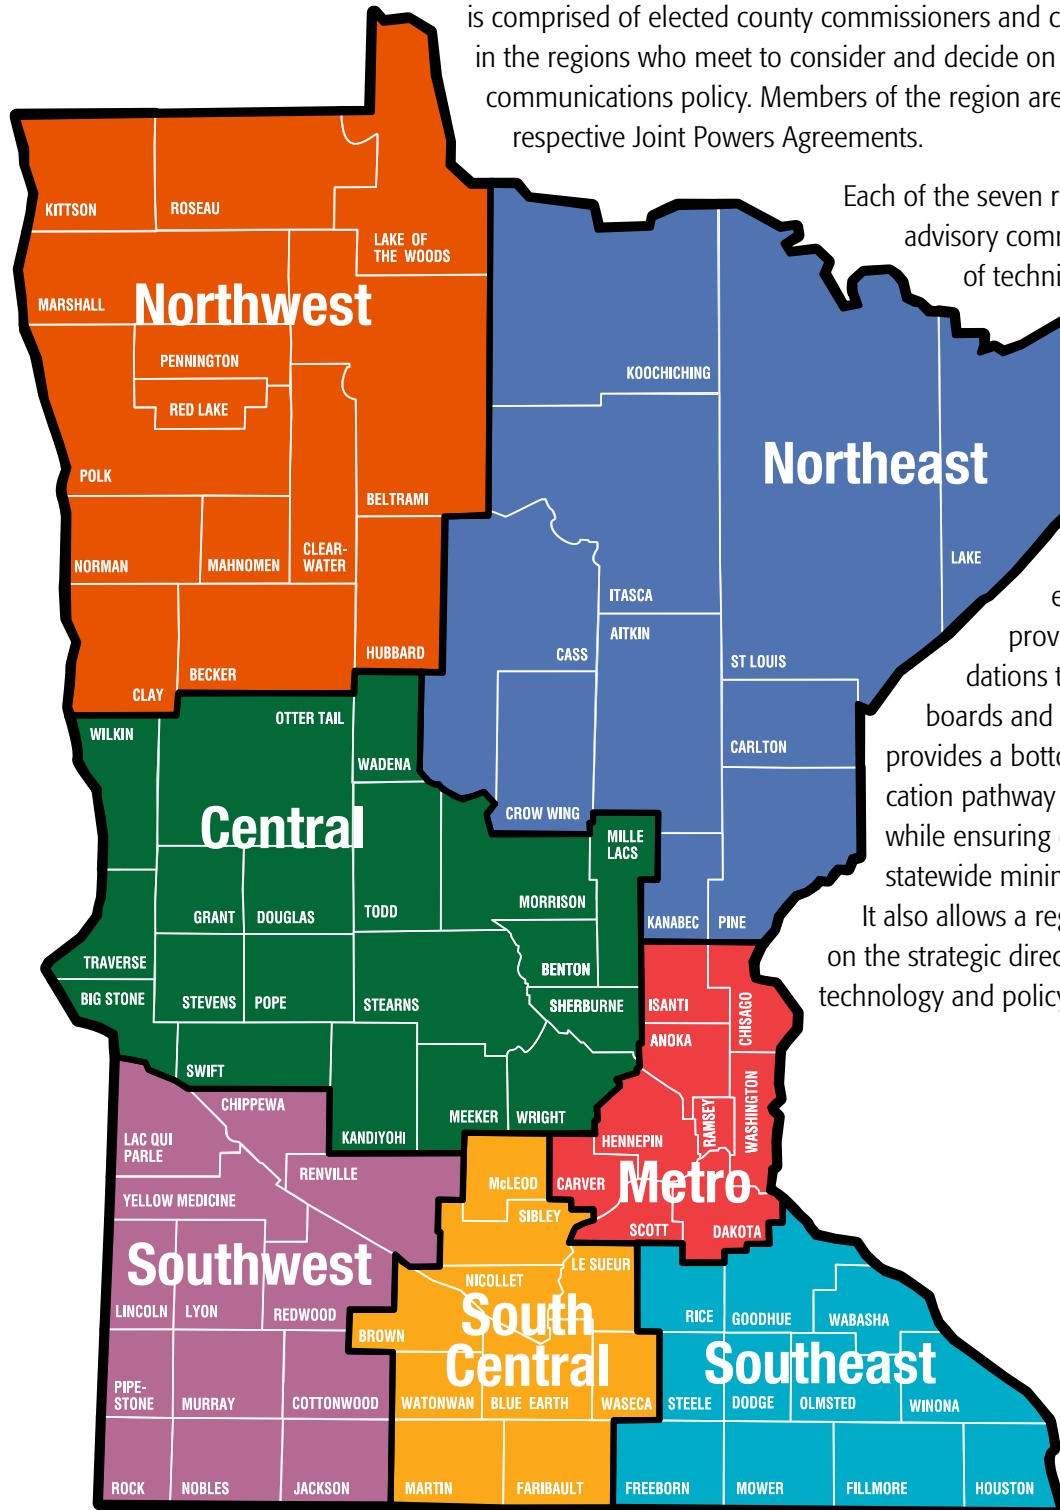 is comprised of elected county commissioners and c
in the regions who meet to consider and decide on
communications policy. Members of the region are
respective Joint Powers Agreements.
Each of the seven r
advisory comm
of techni
e
prov
dations t
boards and
provides a botto
cation pathway
while ensuring
statewide minin
It also allows a reg
on the strategic direc
technology and policy
Northwest
KITTSON
ROSEAU
LAKE OF
THE WOODS
MARSHALL
PENNINGTON
RED LAKE
POLK
BELTRAMI
NORMAN
MAHNOMEN
CLEAR-
WATER
HUBBARD
BECKER
CLAY
Northeast
KOOCHICHING
LAKE
ITASCA
AITKIN
CASS
ST LOUIS
CARLTON
CROW WING
KANABEC
PINE
Central
WILKIN
OTTER TAIL
WADENA
MILLE
LACS
GRANT
DOUGLAS
TODD
MORRISON
TRAVERSE
BENTON
BIG STONE
STEVENS
POPE
STEARNS
SHERBURNE
SWIFT
MEEKER
WRIGHT
KANDIYOHI
Metro
ISANTI
CHISAGO
ANOKA
RAMSEY
WASHINGTON
HENNEPIN
CARVER
SCOTT
DAKOTA
Southwest
CHIPPEWA
LAC QUI
PARLE
RENVILLE
YELLOW MEDICINE
LINCOLN
LYON
REDWOOD
PIPE-
STONE
MURRAY
COTTONWOOD
ROCK
NOBLES
JACKSON
South
Central
McLEOD
SIBLEY
LE SUEUR
NICOLLET
BROWN
WATONWAN
BLUE EARTH
WASECA
MARTIN
FARIBAULT
Southeast
RICE
GOODHUE
WABASHA
STEELE
DODGE
OLMSTED
WINONA
FREEBORN
MOWER
FILLMORE
HOUSTON